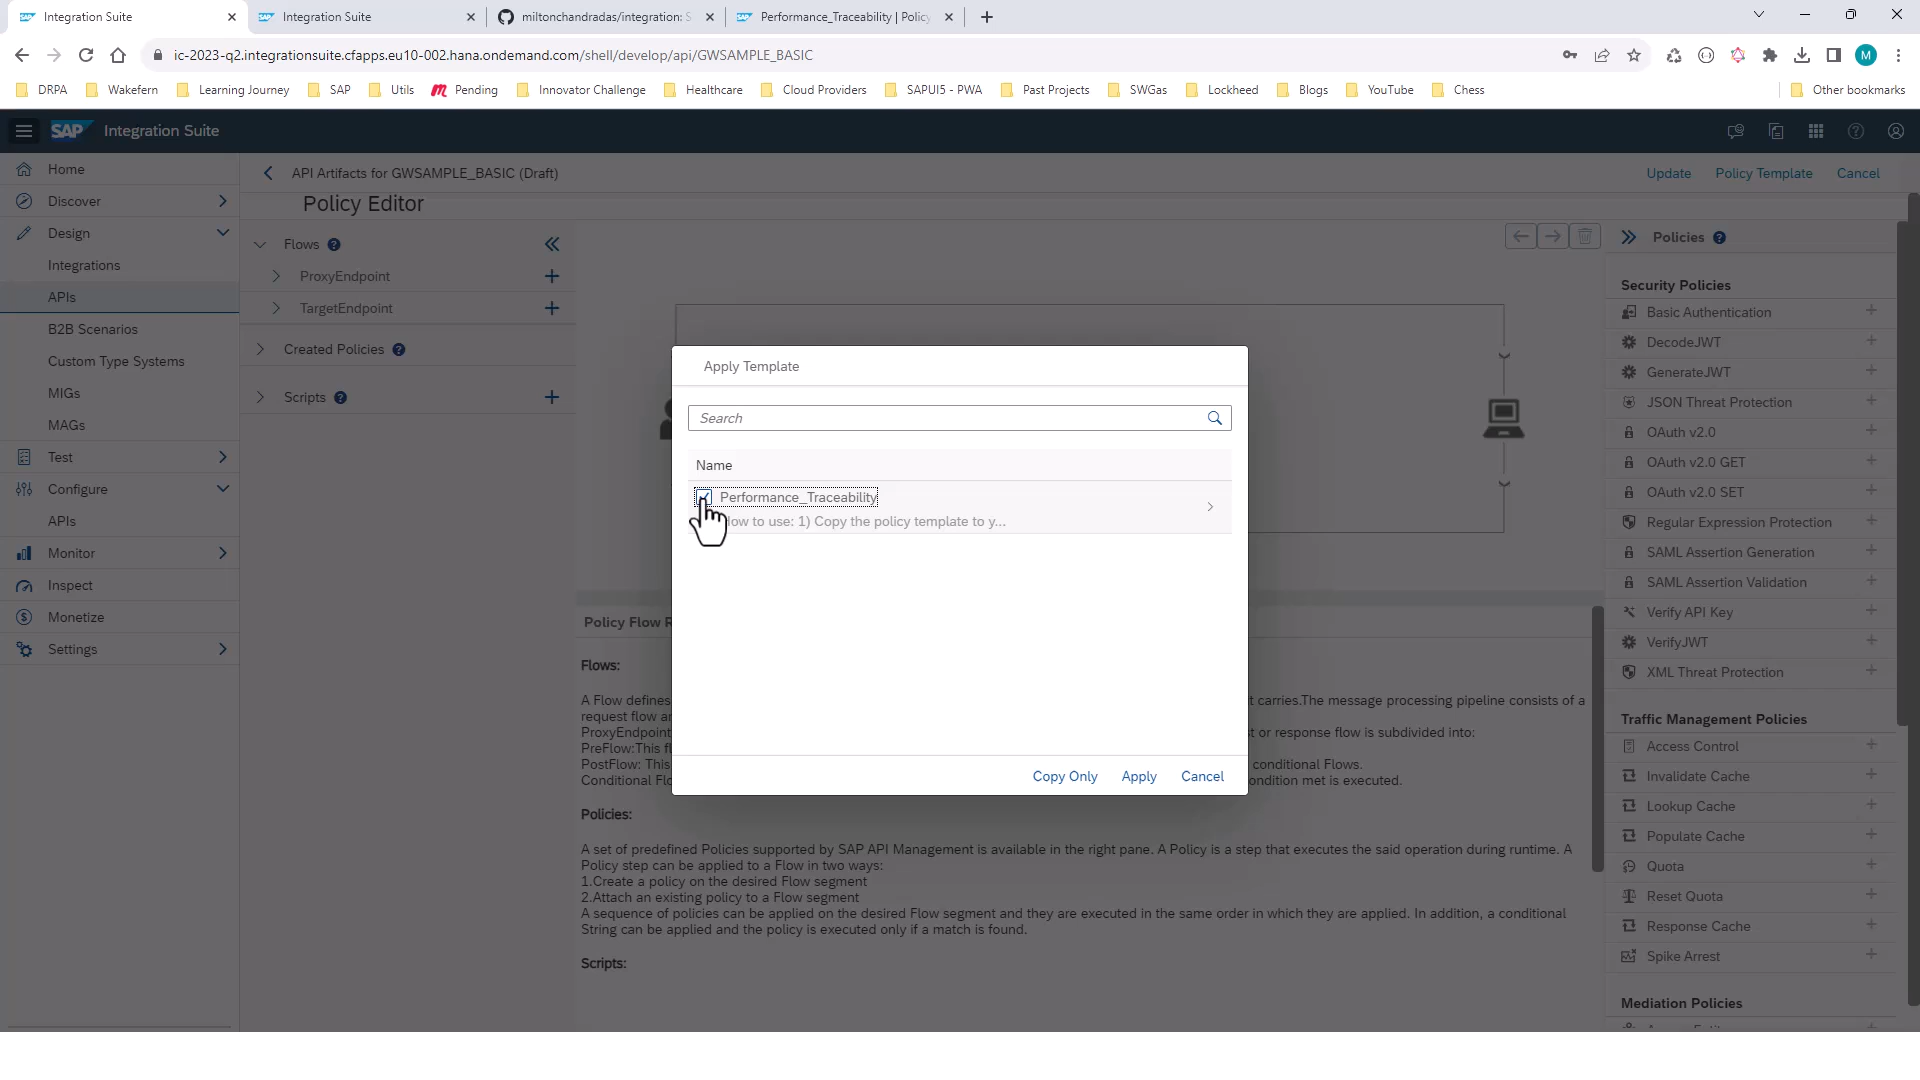 Integration Suite
Integration Suite
miltonchandradas/integration: S
Performance_Traceability | Policy
ic-2023-q2.integrationsuite.cfapps.eu10-002.hana.ondemand.com/shell/develop/api/GWSAMPLE_BASIC
M
DRPA
Wakefern
Learning Journey
SAP
Utils
Pending
Innovator Challenge
Healthcare
Cloud Providers
SAPUI5 - PWA
Past Projects
SWGas
Lockheed
Blogs
YouTube
Chess
Other bookmarks
SAP Integration Suite
Home
Discover
Design
Integrations
APIs
B2B Scenarios
Custom Type Systems
MIGs
MAGs
Test
Configure
APIs
Monitor
Inspect
Monetize
Settings
API Artifacts for GWSAMPLE_BASIC (Draft)
Update
Policy Template
Cancel
Policy Editor
Flows
ProxyEndpoint
TargetEndpoint
Created Policies
Scripts
Apply Template
Search
Name
Performance_Traceability
ow to use: 1) Copy the policy template to y...
Copy Only
Apply
Cancel
Policy Flow
Flows:
A Flow defines t carries.The message processing pipeline consists of a
request flow
ProxyEndpoint t or response flow is subdivided into:
PreFlow:This
PostFlow: This conditional Flows.
Conditional ondition met is executed.
Policies:
A set of predefined Policies supported by SAP API Management is available in the right pane. A Policy is a step that executes the said operation during runtime. A
Policy step can be applied to a Flow in two ways:
1.Create a policy on the desired Flow segment
2.Attach an existing policy to a Flow segment
A sequence of policies can be applied on the desired Flow segment and they are executed in the same order in which they are applied. In addition, a conditional
String can be applied and the policy is executed only if a match is found.
Scripts:
Policies
Security Policies
Basic Authentication
DecodeJWT
GenerateJWT
JSON Threat Protection
OAuth v2.0
OAuth v2.0 GET
OAuth v2.0 SET
Regular Expression Protection
SAML Assertion Generation
SAML Assertion Validation
Verify API Key
VerifyJWT
XML Threat Protection
Traffic Management Policies
Access Control
Invalidate Cache
Lookup Cache
Populate Cache
Quota
Reset Quota
Response Cache
Spike Arrest
Mediation Policies